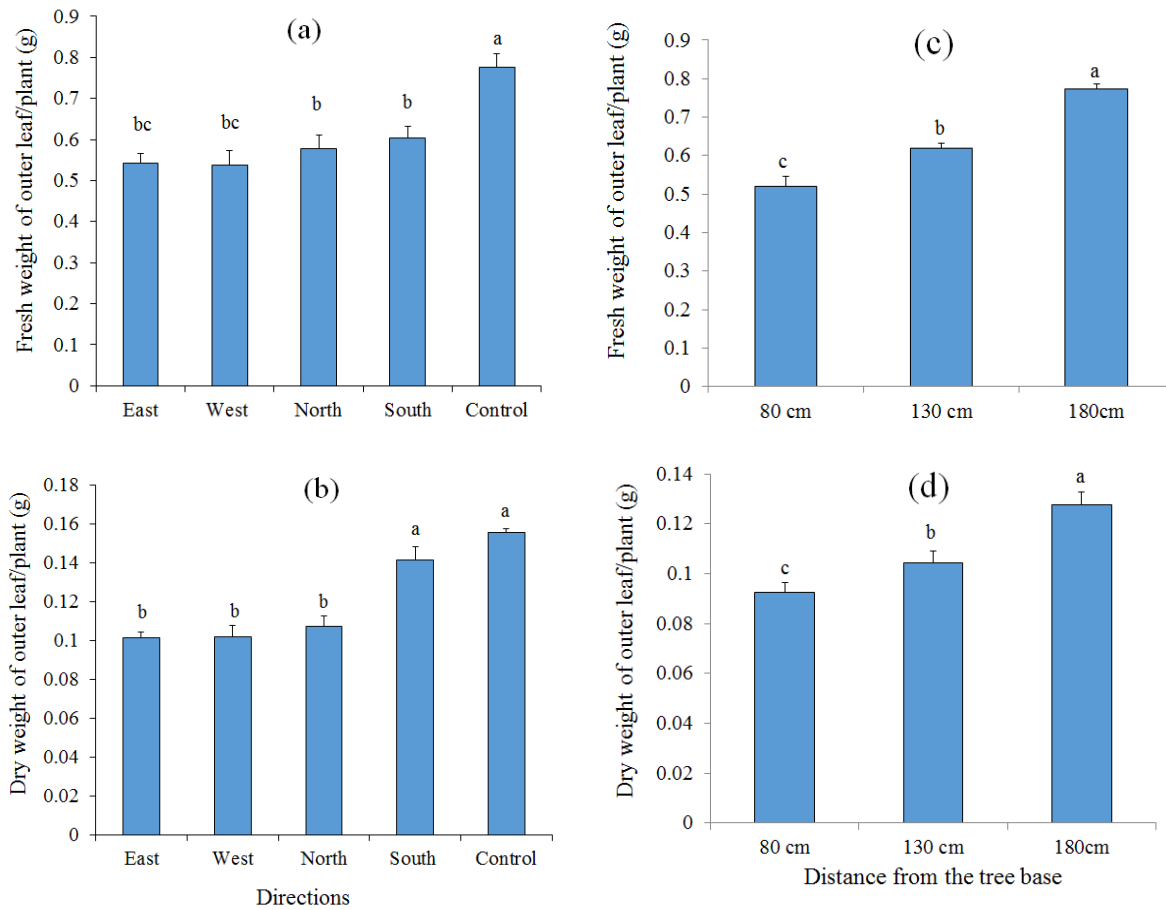 (a)
Fresh weight of outer leaf/plant (g)
0.9
0.8
0.7
0.6
0.5
0.4
0.3
0.2
0.1
0
bc
bc
b
b
a
East West North South Control
(c)
Fresh weight of outer leaf/plant (g)
0.9
0.8
0.7
0.6
0.5
0.4
0.3
0.2
0.1
0
c
b
a
80 cm 130 cm 180cm
(b)
Dry weight of outer leaf/plant (g)
0.18
0.16
0.14
0.12
0.1
0.08
0.06
0.04
0.02
0
b
b
b
a
a
East West North South Control
Directions
(d)
Dry weight of outer leaf/plant (g)
0.14
0.12
0.1
0.08
0.06
0.04
0.02
0
c
b
a
80 cm 130 cm 180cm
Distance from the tree base